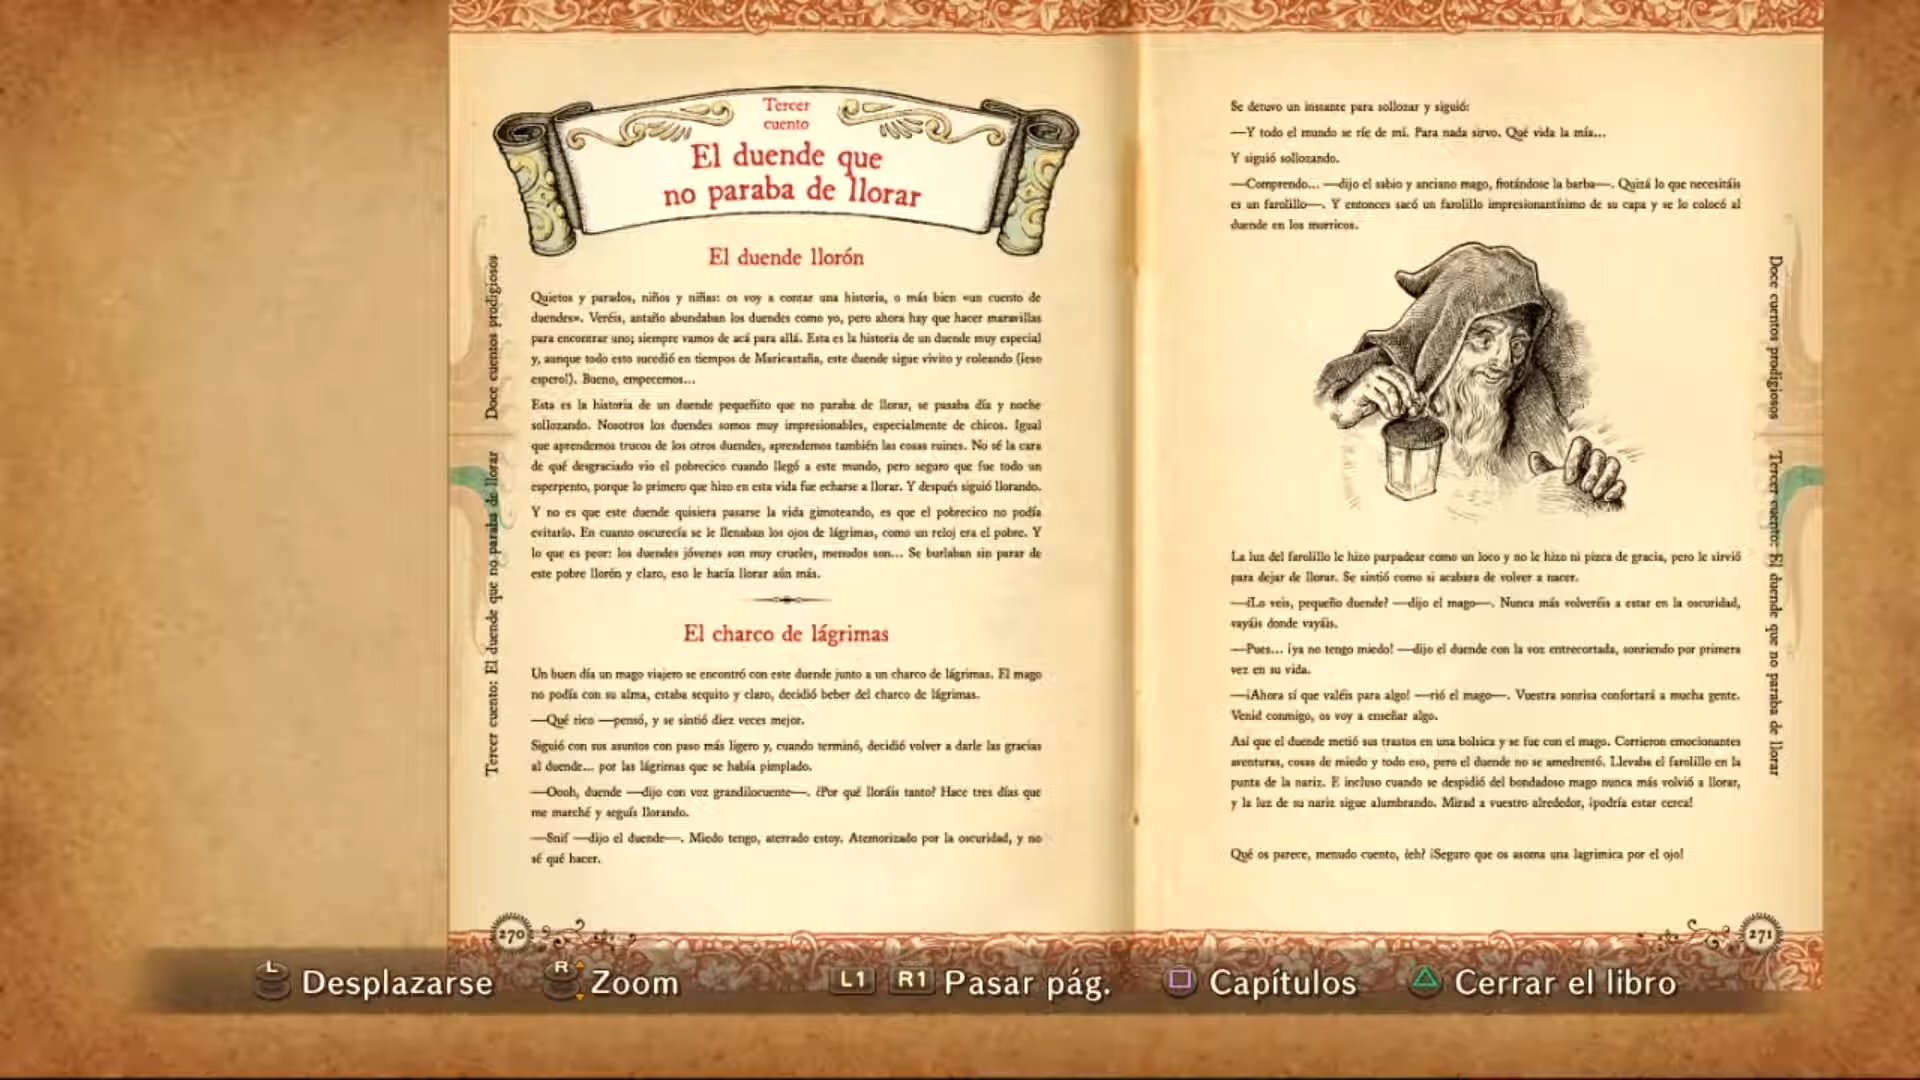 Tercer
cuento
El duende que
no paraba de llorar
El duende llorón
Quietos y parados, niños y niñas: os voy a contar una historia, o más bien «un cuento de
duendes». Veréis, antaño abundaban los duendes como yo, pero ahora hay que hacer maravillas
para encontrar uno; siempre vamos de acá para allá. Esta es la historia de un duende muy especial
y, aunque todo esto sucedió en tiempos de Maricastaña, este duende sigue vivito y coleando (¡eso
espero!). Bueno, empecemos...
Esta es la historia de un duende pequeñito que no paraba de llorar, se pasaba día y noche
sollozando. Nosotros los duendes somos muy impresionables, especialmente de chicos. Igual
que aprendemos trucos de los otros duendes, aprendemos también las cosas ruines. No sé la cara
de qué desgraciado vio el pobrecico cuando llegó a este mundo, pero seguro que fue todo un
esperpento, porque lo primero que hizo en esta vida fue echarse a llorar. Y después siguió llorando.
Y no es que este duende quisiera pasarse la vida gimoteando, es que el pobrecico no podía
evitarlo. En cuanto oscurecía se le llenaban los ojos de lágrimas, como un reloj era el pobre. Y
lo que es peor: los duendes jóvenes son muy crueles, menudos son... Se burlaban sin parar de
este pobre llorón y claro, eso le hacía llorar aún más.
El charco de lágrimas
Un buen día un mago viajero se encontró con este duende junto a un charco de lágrimas. El mago
no podía con su alma, estaba sequito y claro, decidió beber del charco de lágrimas.
—Qué rico —pensó, y se sintió diez veces mejor.
Siguió con sus asuntos con paso más ligero y, cuando terminó, decidió volver a darle las gracias
al duende... por las lágrimas que se había pimplado.
—Oooh, duende —dijo con voz grandilocuente—. ¿Por qué lloráis tanto? Hace tres días que
me marché y seguís llorando.
—Snif —dijo el duende—. Miedo tengo, aterrado estoy. Atemorizado por la oscuridad, y no
sé qué hacer.
Doce cuentos prodigiosos
Tercer cuento: El duende que no paraba de llorar
270
Se detuvo un instante para sollozar y siguió:
—Y todo el mundo se ríe de mí. Para nada sirvo. Qué vida la mía...
Y siguió sollozando.
—Comprendo... —dijo el sabio y anciano mago, frotándose la barba—. Quizá lo que necesitáis
es un farolillo—. Y entonces sacó un farolillo impresionantísimo de su capa y se lo colocó al
duende en los morricos.
La luz del farolillo le hizo parpadear como un loco y no le hizo ni pizca de gracia, pero le sirvió
para dejar de llorar. Se sintió como si acabara de volver a nacer.
—¿Lo veis, pequeño duende? —dijo el mago—. Nunca más volveréis a estar en la oscuridad,
vayáis donde vayáis.
—Pues... ¡ya no tengo miedo! —dijo el duende con la voz entrecortada, sonriendo por primera
vez en su vida.
—¡Ahora sí que valéis para algo! —rió el mago—. Vuestra sonrisa confortará a mucha gente.
Venid conmigo, os voy a enseñar algo.
Así que el duende metió sus trastos en una bolsica y se fue con el mago. Corrieron emocionantes
aventuras, cosas de miedo y todo eso, pero el duende no se amedrentó. Llevaba el farolillo en la
punta de la nariz. E incluso cuando se despidió del bondadoso mago nunca más volvió a llorar,
y la luz de su nariz sigue alumbrando. Mirad a vuestro alrededor, ¡podría estar cerca!
Qué os parece, menudo cuento, ¿eh? ¡Seguro que os asoma una lagrimica por el ojo!
Doce cuentos prodigiosos
Tercer cuento: El duende que no paraba de llorar
271
L Desplazarse R Zoom L1 R1 Pasar pág. Capítulos Cerrar el libro